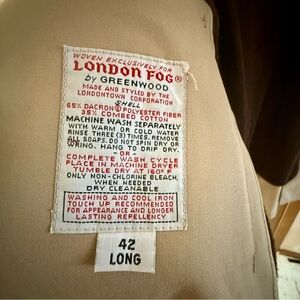 WOVEN EXCLUSIVELY FOR
LONDON FOG®
by GREENWOOD
MADE AND STYLED BY THE
LONDONTOWN CORPORATION
SHELL
65% DACRON® POLYESTER FIBER
35% COMBED COTTON
MACHINE WASH SEPARATELY
WITH WARM OR COLD WATER
RINSE THREE (3) TIMES. REMOVE
ALL SOAPS. DO NOT SPIN DRY OR
WRING. HANG TO DRIP DRY.
- OR -
COMPLETE WASH CYCLE
PLACE IN MACHINE DRYER
TUMBLE DRY AT 160° F
ONLY NON-CHLORINE BLEACH,
WHEN NEEDED
DRY CLEANABLE
WASHING AND COOL IRON
TOUCH UP RECOMMENDED
FOR APPEARANCE AND LONGER
LASTING REPELLENCY
42
LONG